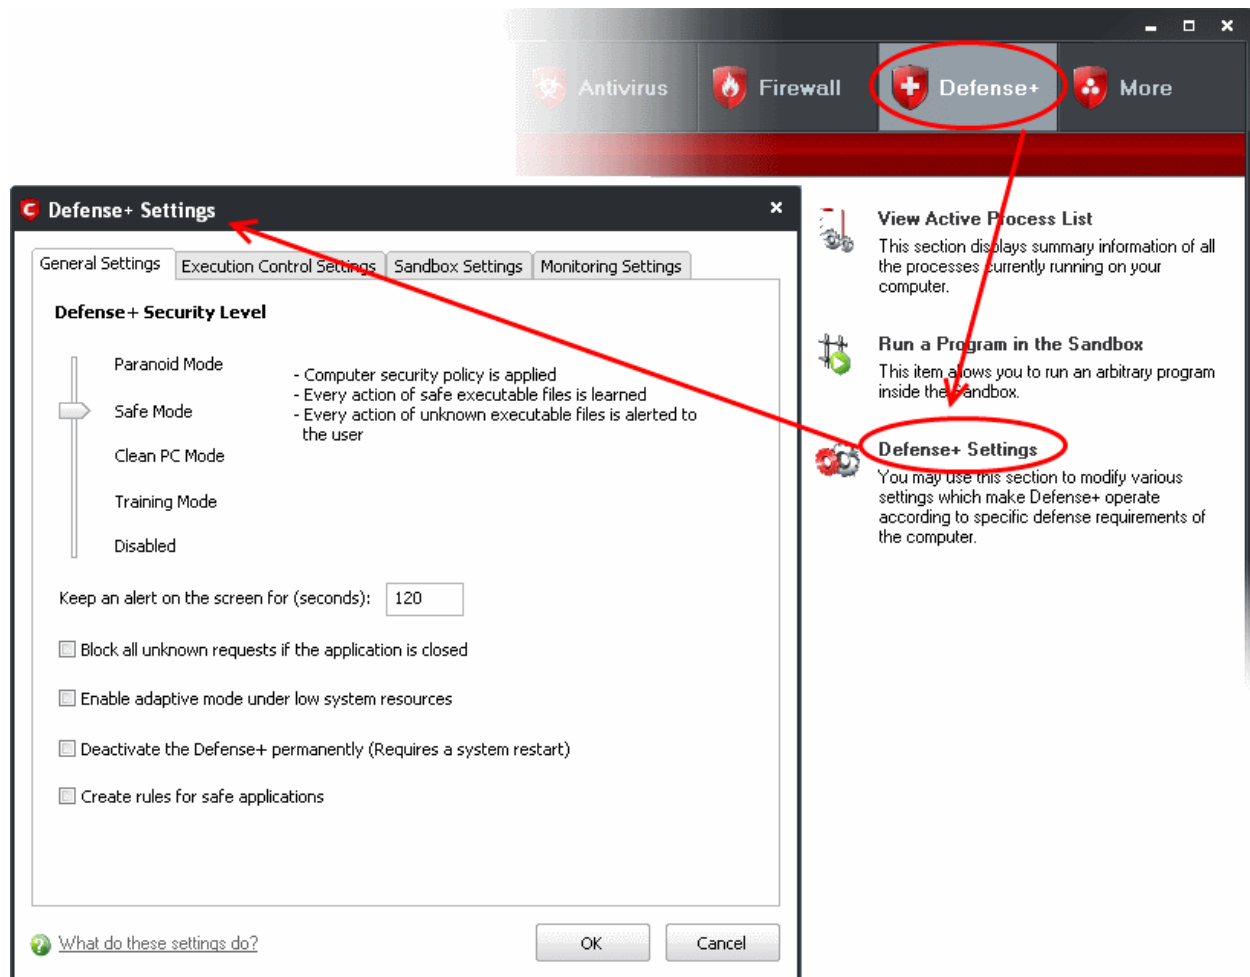 Antivirus
Firewall
Defense+
More
View Active Process List
This section displays summary information of all
the processes currently running on your
computer.
Run a Program in the Sandbox
This item allows you to run an arbitrary program
inside the Sandbox.
Defense+ Settings
You may use this section to modify various
settings which make Defense+ operate
according to specific defense requirements of
the computer.
Defense+ Settings
General Settings
Execution Control Settings
Sandbox Settings
Monitoring Settings
Defense+ Security Level
Paranoid Mode
Safe Mode
Clean PC Mode
Training Mode
Disabled
- Computer security policy is applied
- Every action of safe executable files is learned
- Every action of unknown executable files is alerted to
the user
Keep an alert on the screen for (seconds): 120
Block all unknown requests if the application is closed
Enable adaptive mode under low system resources
Deactivate the Defense+ permanently (Requires a system restart)
Create rules for safe applications
What do these settings do?
OK
Cancel